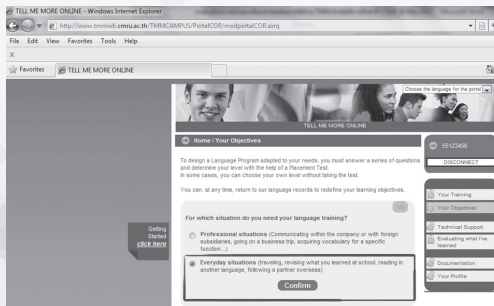 TELL ME MORE ONLINE - Windows Internet Explorer
http://www.tmmwb.cmru.ac.th/TMMCAMPUS/PortalCOR/modportalCOR.axrq
File Edit View Favorites Tools Help
Favorites
TELL ME MORE ONLINE
Choose the language for the portal
TELL ME MORE ONLINE
Home / Your Objectives
55123456
DISCONNECT
To design a Language Program adapted to your needs, you must answer a series of questions
and determine your level with the help of a Placement Test.
In some cases, you can choose your own level without taking the test.
You can, at any time, return to our language records to redefine your learning objectives.
Your Training
Your Objectives
Technical Support
Evaluating what I've
learned
Documentation
Your Profile
Getting
Started
click here
For which situation do you need your language training?
Professional situations (Communicating within the company or with foreign
subsidiaries, going on a business trip, acquiring vocabulary for a specific
function...)
Everyday situations (traveling, revising what you learned at school, reading in
another language, following a partner overseas)
Confirm